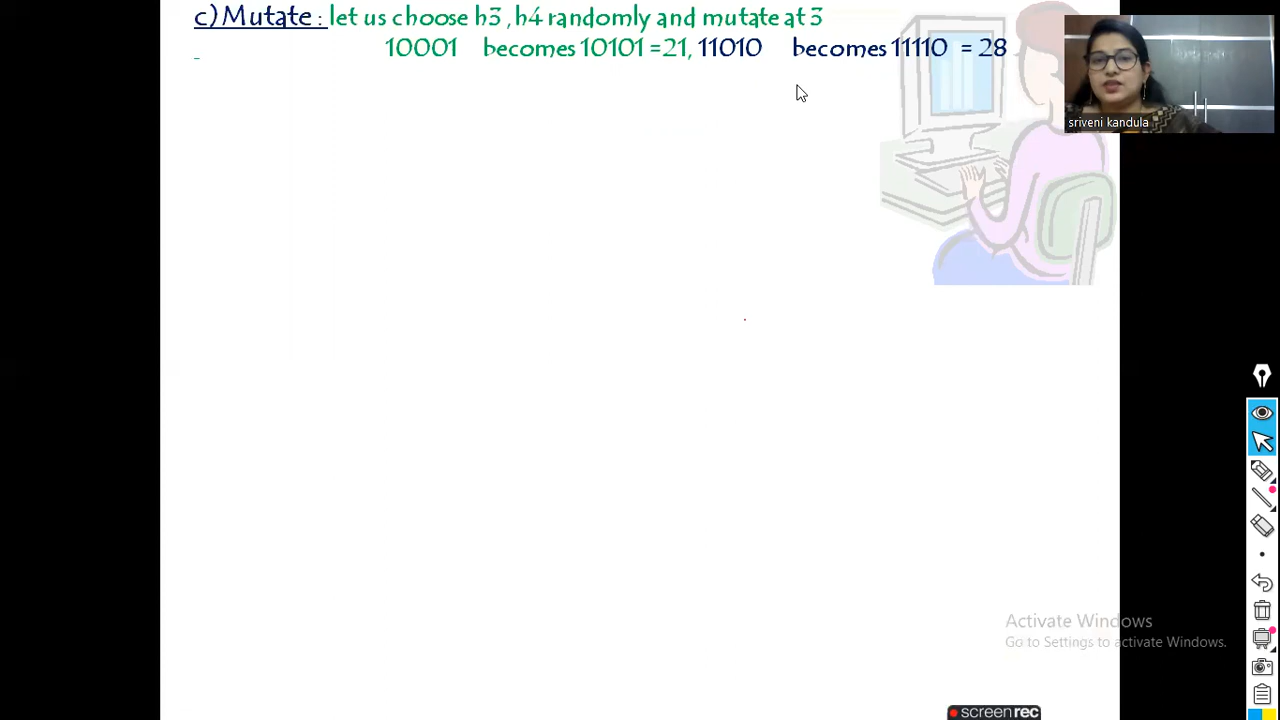 c) Mutate : let us choose h3 , h4 randomly and mutate at 3
10001 becomes 10101 =21, 11010 becomes 11110 = 28
sriveni kandula
Activate Windows
Go to Settings to activate Windows.
screenrec